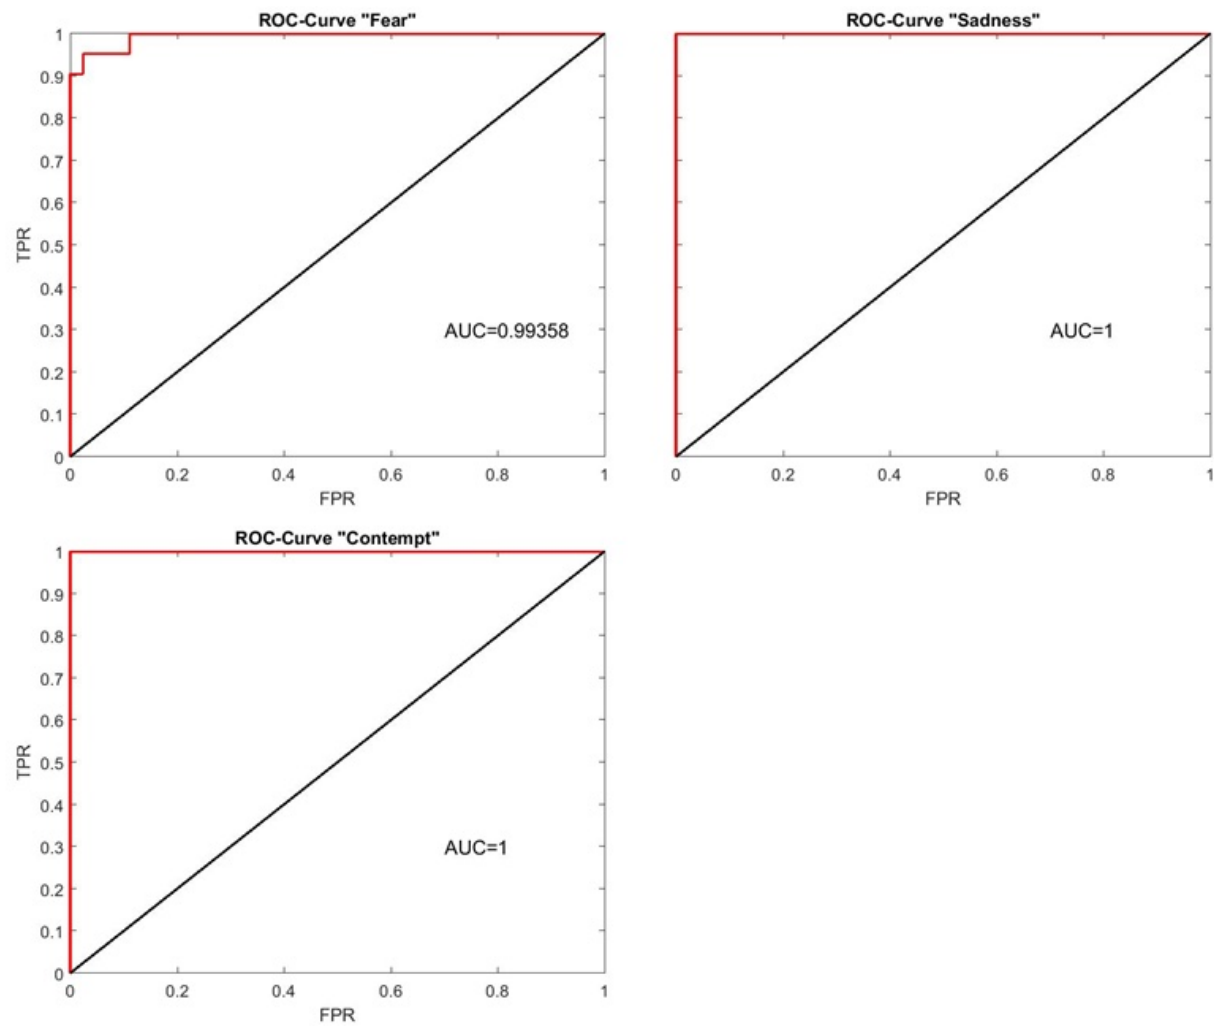 ROC-Curve "Fear"
1
0.9
0.8
0.7
0.6
0.5
0.4
0.3
0.2
0.1
0
TPR
AUC=0.99358
0 0.2 0.4 0.6 0.8 1
FPR
ROC-Curve "Sadness"
AUC=1
0 0.2 0.4 0.6 0.8 1
FPR
ROC-Curve "Contempt"
1
0.9
0.8
0.7
0.6
0.5
0.4
0.3
0.2
0.1
0
TPR
AUC=1
0 0.2 0.4 0.6 0.8 1
FPR